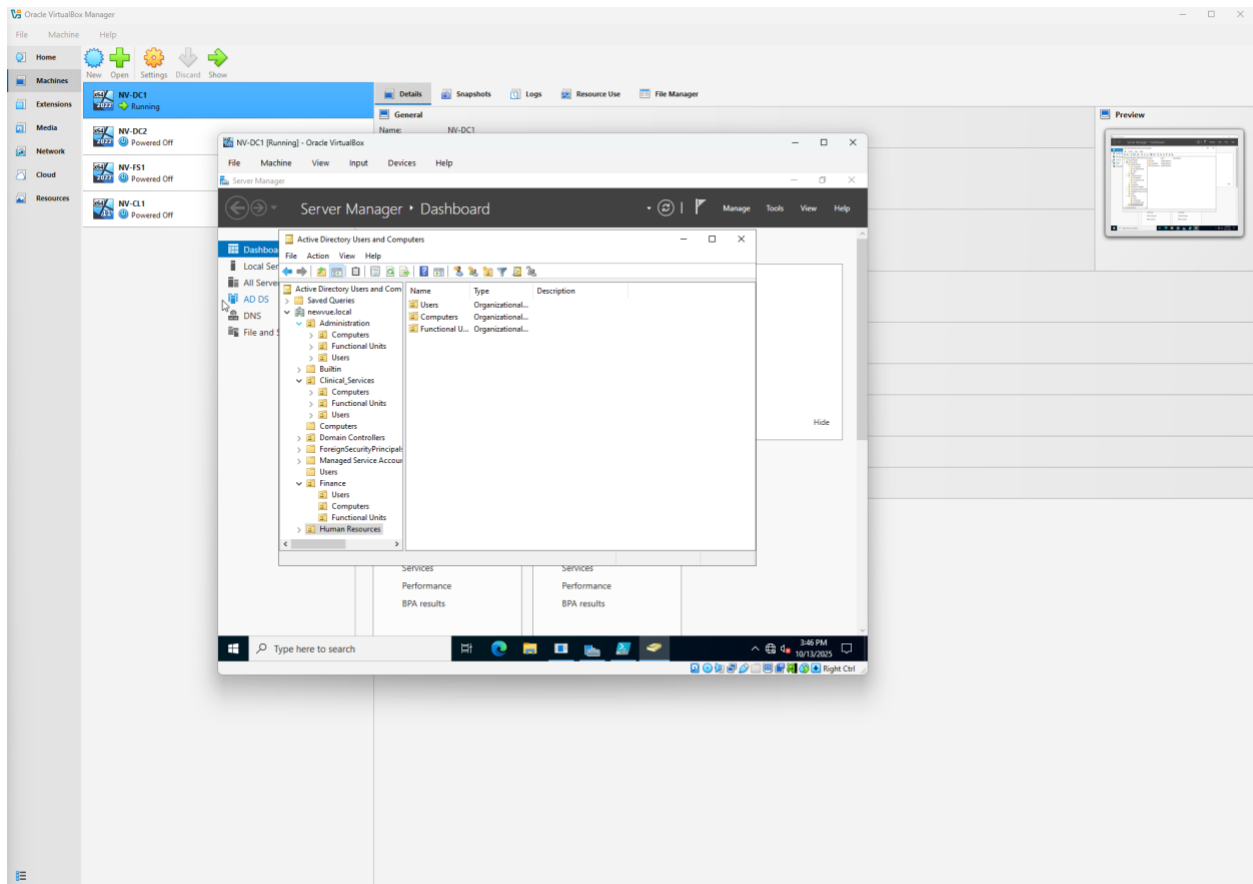 Oracle VirtualBox Manager
File Machine Help
Home
Machines
Extensions
Media
Network
Cloud
Resources
New Open Settings Discard Show
NV-DC1
Running
NV-DC2
Powered Off
NV-FS1
Powered Off
NV-CL1
Powered Off
Details Snapshots Logs Resource Use File Manager
General
Name: NV-DC1
Preview
NV-DC1 [Running] - Oracle VirtualBox
File Machine View Input Devices Help
Server Manager
Server Manager • Dashboard
Manage Tools View Help
Dashboa
Local Ser
All Serve
AD DS
DNS
File and S
Active Directory Users and Computers
File Action View Help
Active Directory Users and Com
Saved Queries
newvue.local
Administration
Computers
Functional Units
Users
Builtin
Clinical_Services
Computers
Functional Units
Users
Computers
Domain Controllers
ForeignSecurityPrincipals
Managed Service Accour
Users
Finance
Users
Computers
Functional Units
Human Resources
Name Type Description
Users Organizational...
Computers Organizational...
Functional U... Organizational...
Hide
Services Services
Performance Performance
BPA results BPA results
Type here to search
3:46 PM
10/13/2025
Right Ctrl